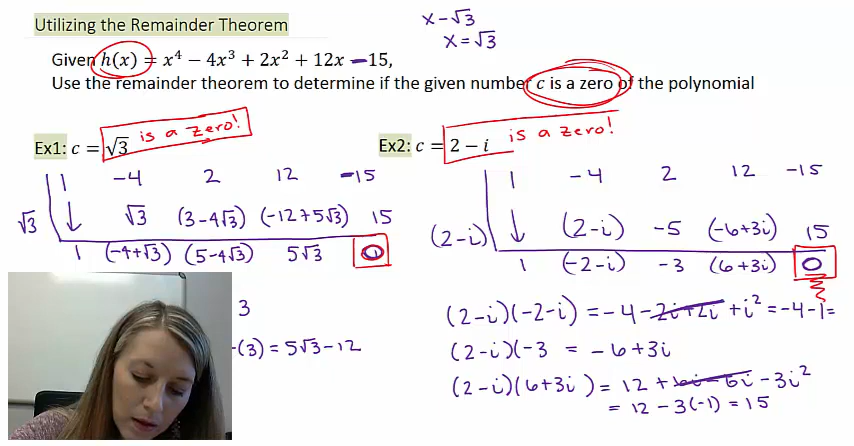 Utilizing the Remainder Theorem
x - √3
x = √3
Given h(x) = x⁴ − 4x³ + 2x² + 12x − 15,
Use the remainder theorem to determine if the given number c is a zero of the polynomial
Ex1: c = √3 is a zero!
Ex2: c = 2 − i is a zero!
1 -4 2 12 -15
√3 √3 (3-4√3) (-12+5√3) 15
1 (-4+√3) (5-4√3) 5√3 0
1 -4 2 12 -15
(2-i) (2-i) -5 (-6+3i) 15
1 (-2-i) -3 (6+3i) 0
3
-(3) = 5√3-12
(2-i)(-2-i) = -4 -2i+2i +i² = -4-1=
(2-i)(-3 = -6+3i
(2-i)(6+3i) = 12 +6i-6i -3i²
= 12-3(-1) = 15